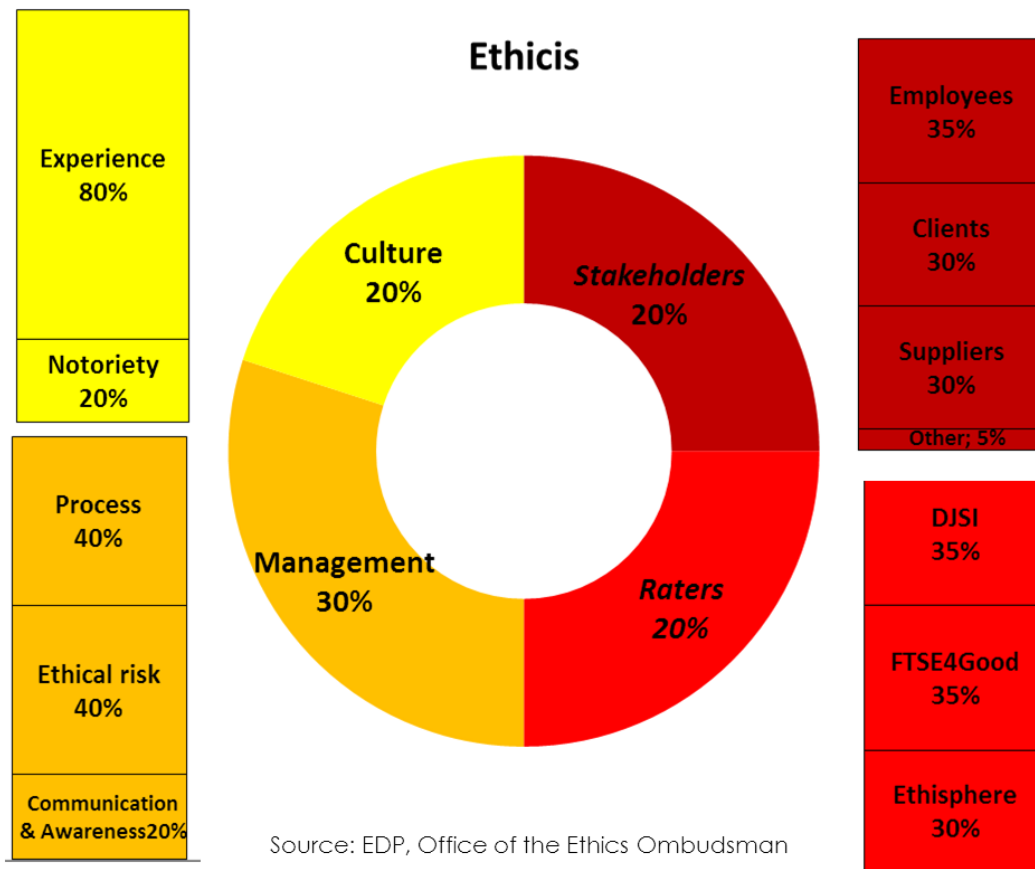 Ethicis
Experience
80%
Notoriety
20%
Process
40%
Ethical risk
40%
Communication
& Awareness20%
Culture
20%
Stakeholders
20%
Management
30%
Raters
20%
Employees
35%
Clients
30%
Suppliers
30%
Other; 5%
DJSI
35%
FTSE4Good
35%
Ethisphere
30%
Source: EDP, Office of the Ethics Ombudsman